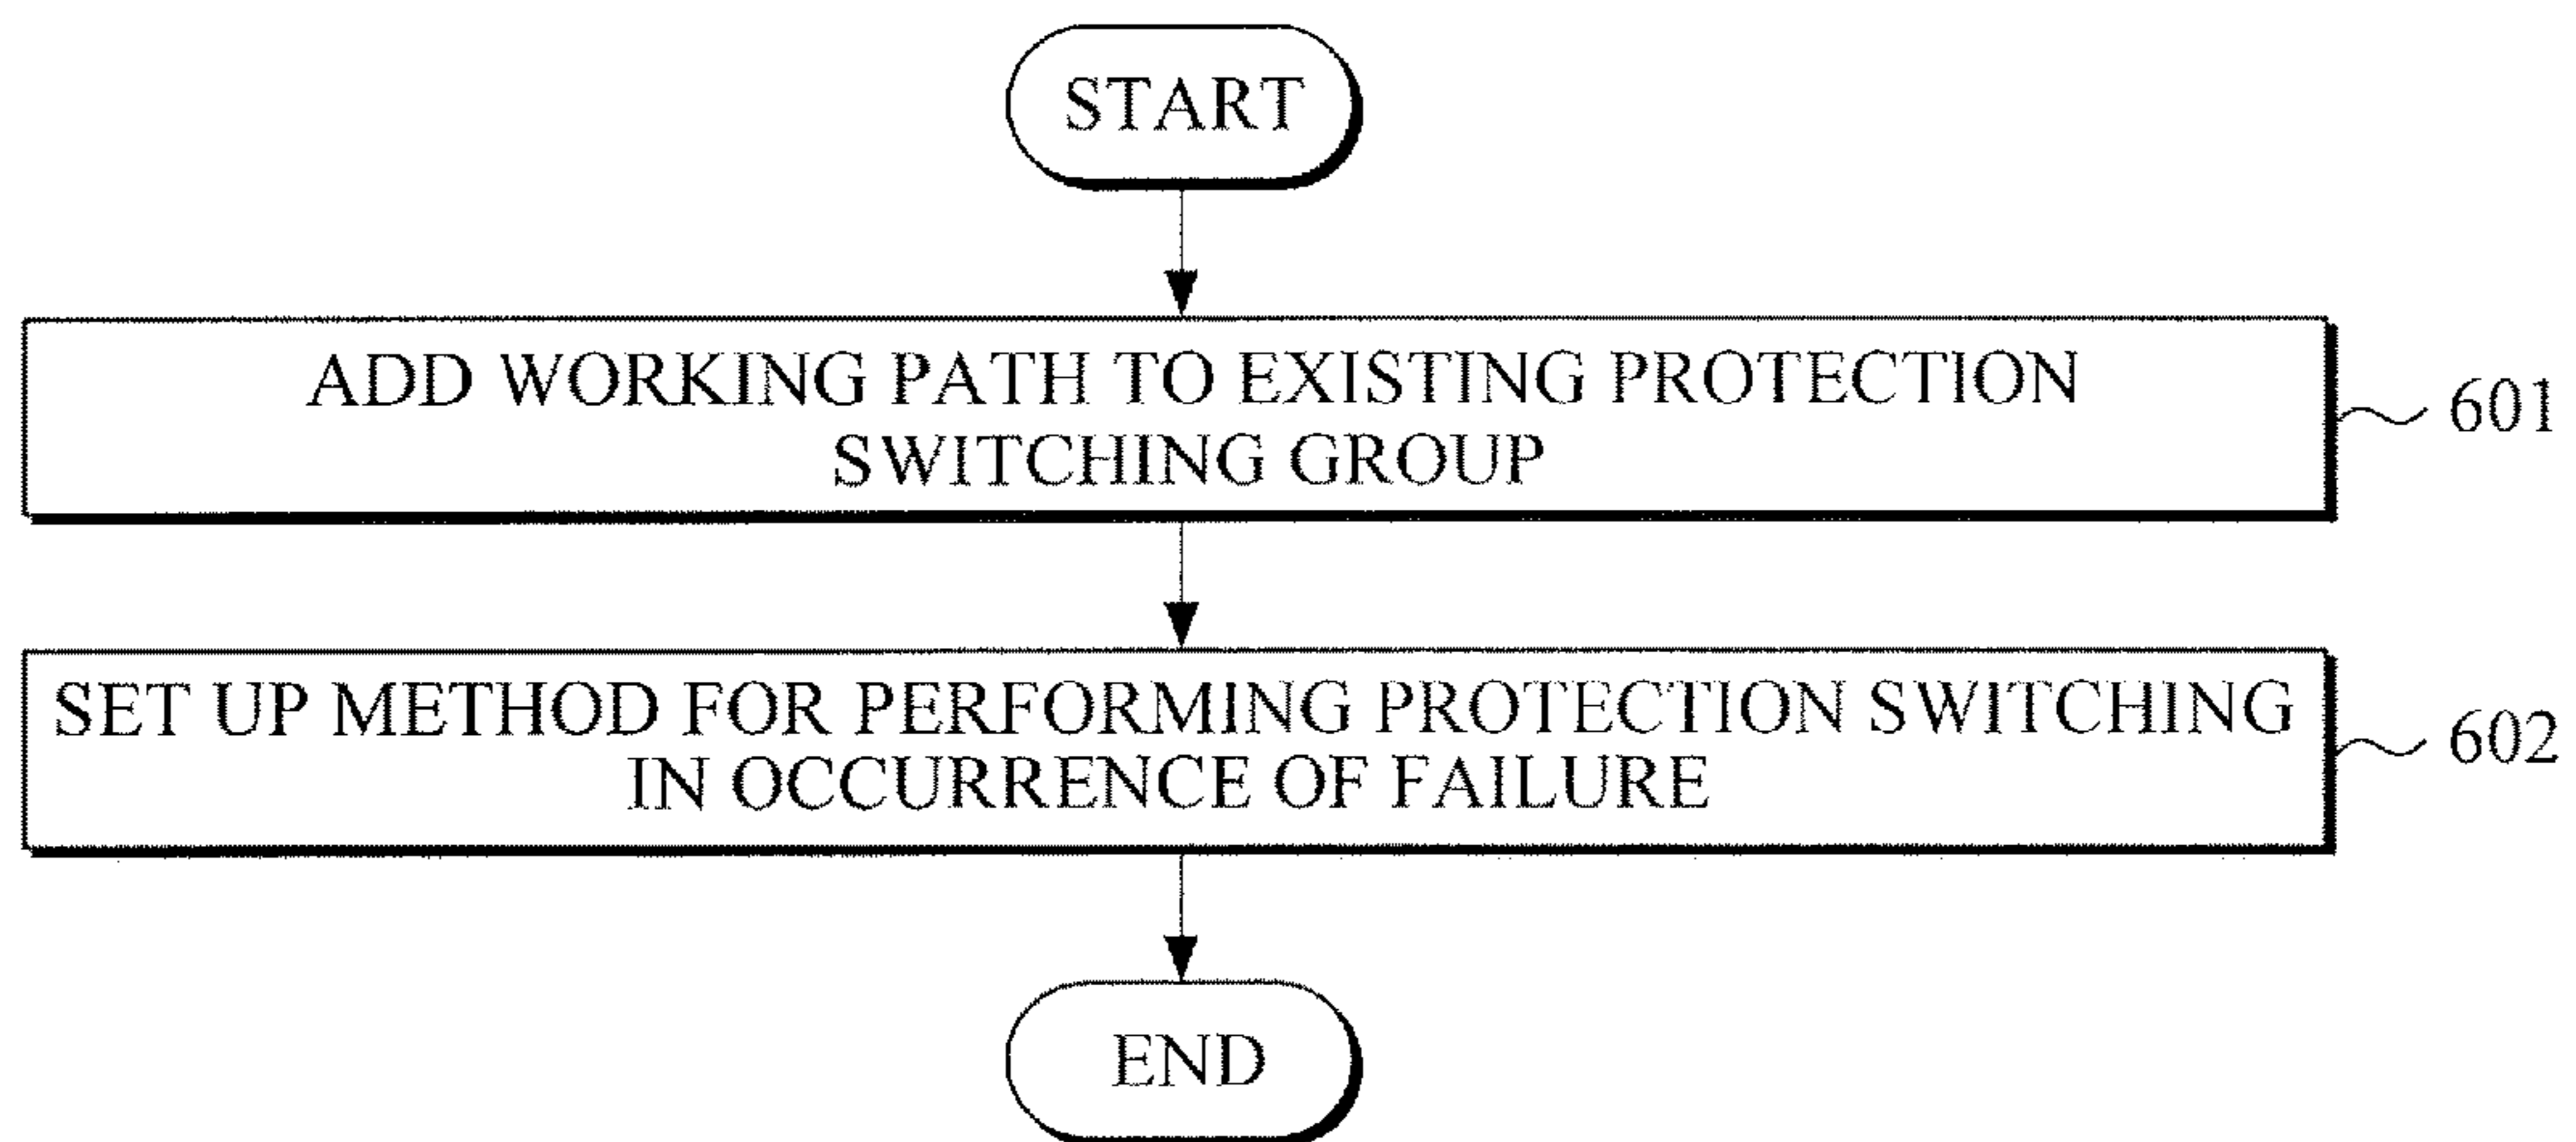 START
ADD WORKING PATH TO EXISTING PROTECTION
SWITCHING GROUP
601
SET UP METHOD FOR PERFORMING PROTECTION SWITCHING
IN OCCURRENCE OF FAILURE
602
END